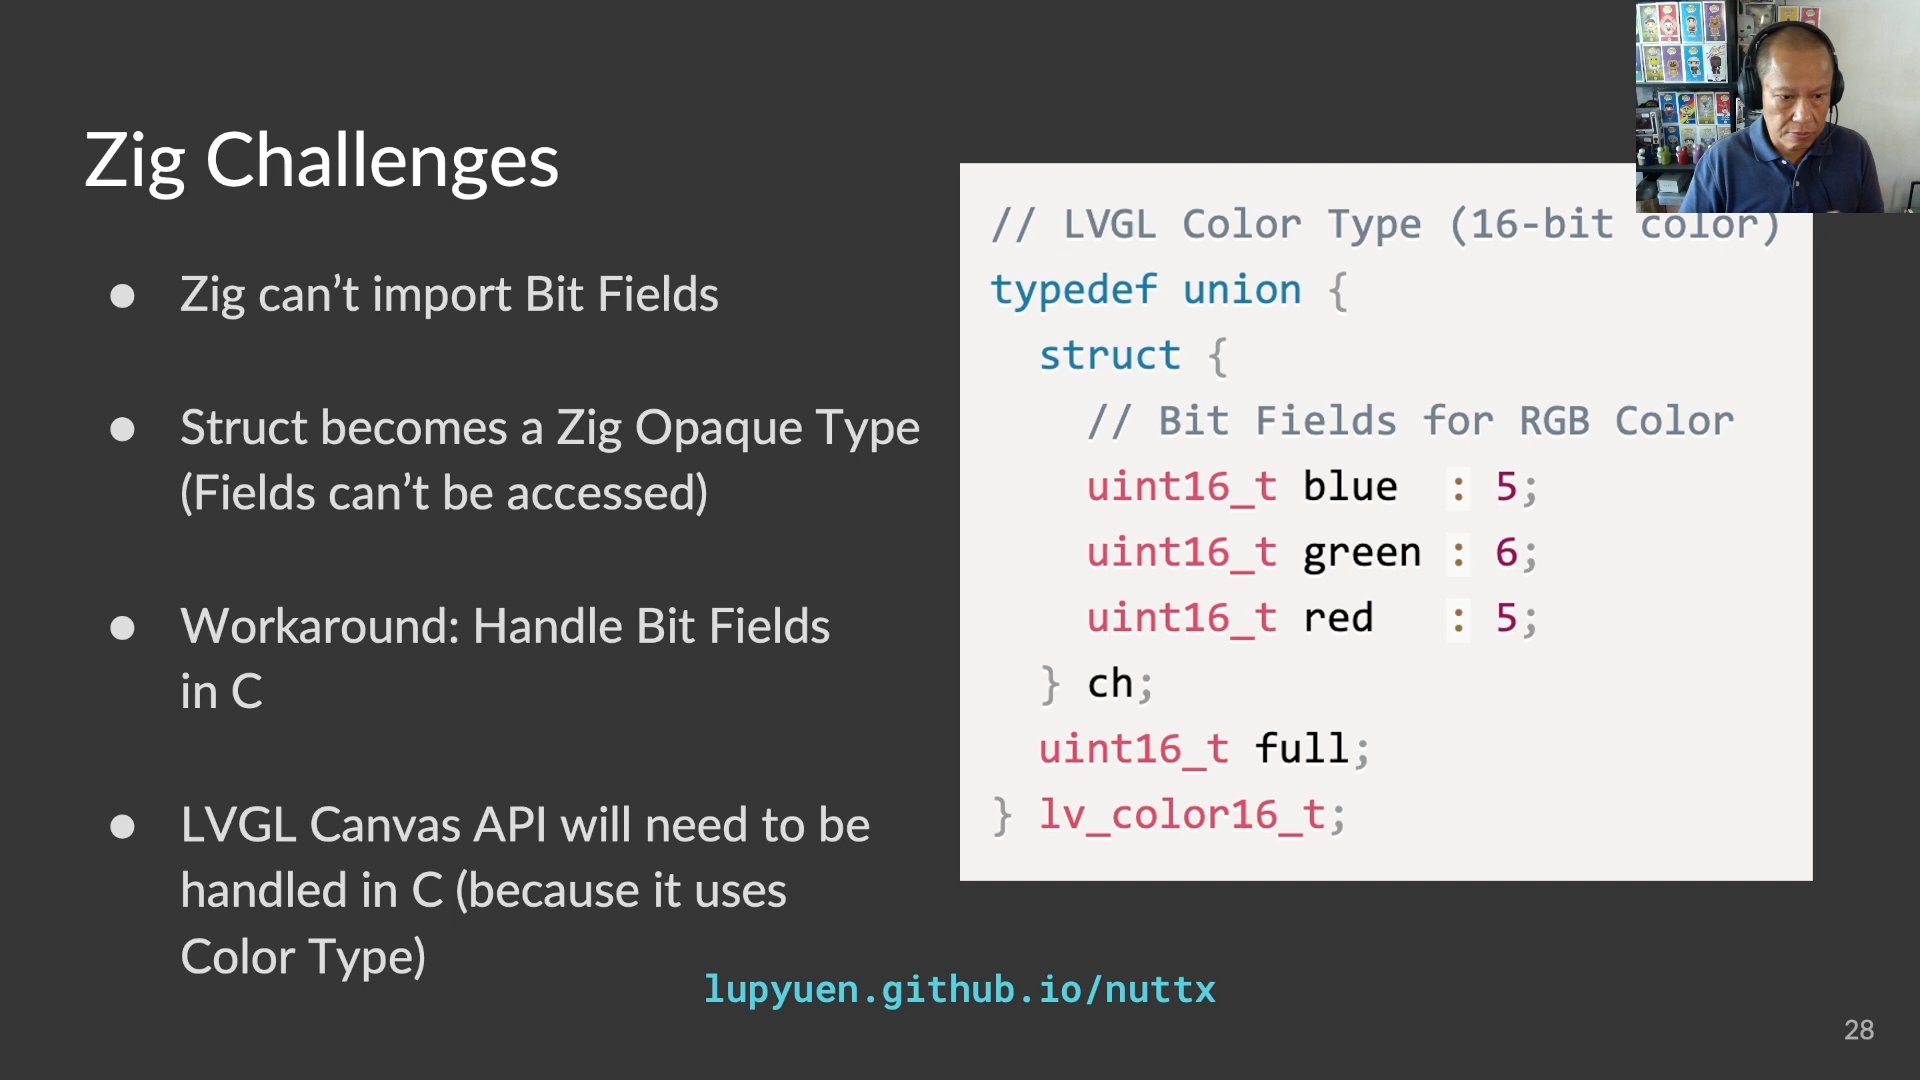 Zig Challenges
● Zig can’t import Bit Fields
● Struct becomes a Zig Opaque Type
(Fields can’t be accessed)
● Workaround: Handle Bit Fields
in C
● LVGL Canvas API will need to be
handled in C (because it uses
Color Type)
// LVGL Color Type (16-bit color)
typedef union {
  struct {
    // Bit Fields for RGB Color
    uint16_t blue  : 5;
    uint16_t green : 6;
    uint16_t red   : 5;
  } ch;
  uint16_t full;
} lv_color16_t;
lupyuen.github.io/nuttx
28